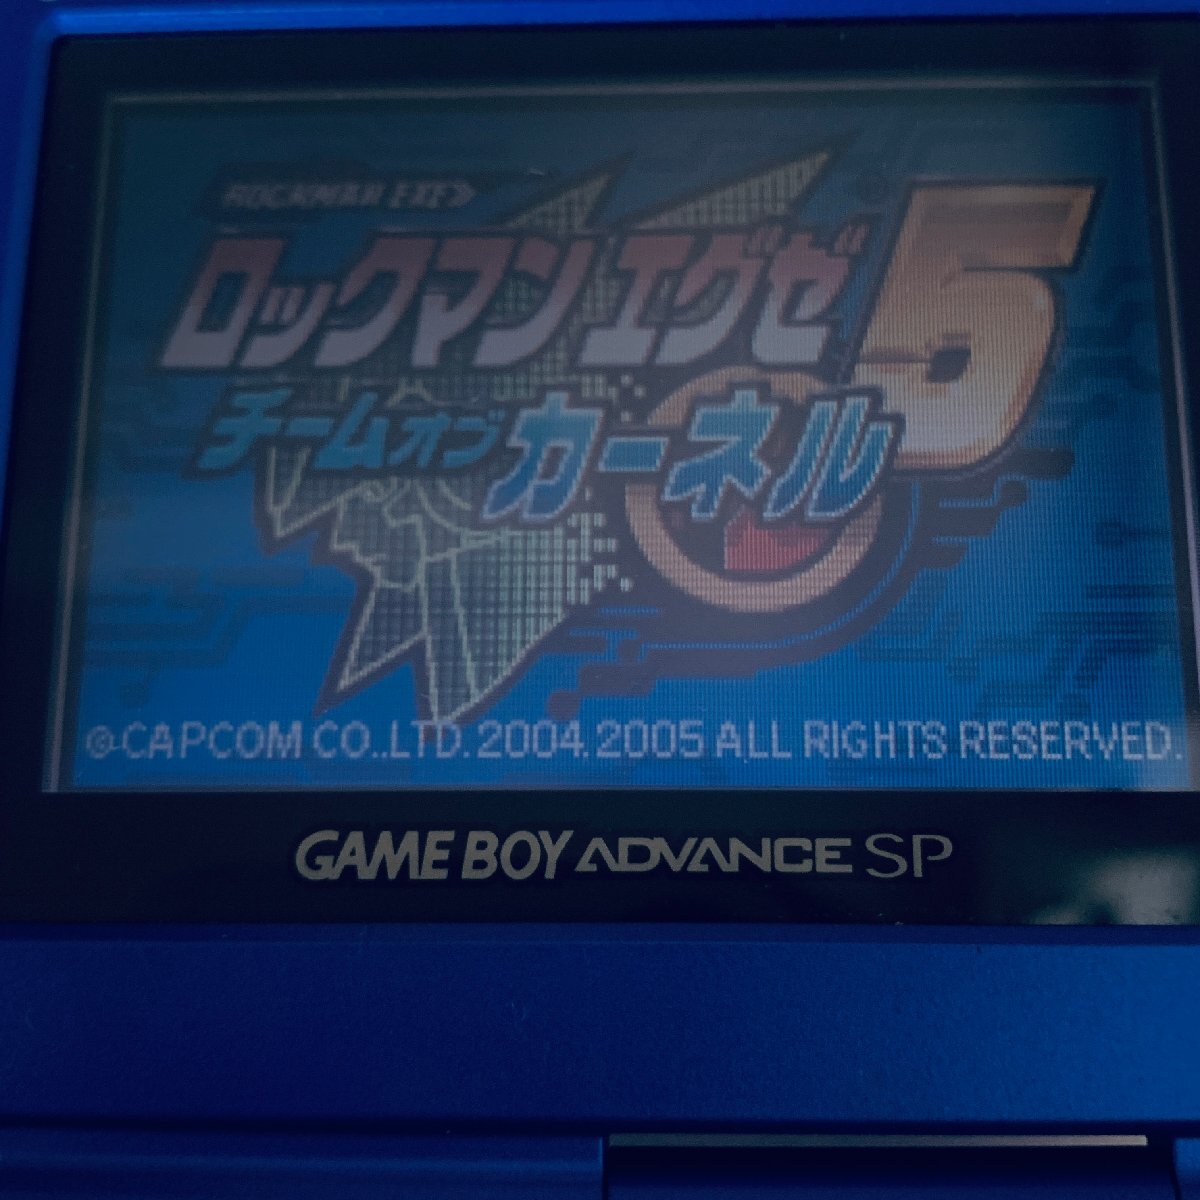 ROCKMAN EXE
ロックマンエグゼ5
チームオブカーネル
©CAPCOM CO.,LTD.2004,2005 ALL RIGHTS RESERVED.
GAME BOY ADVANCE SP